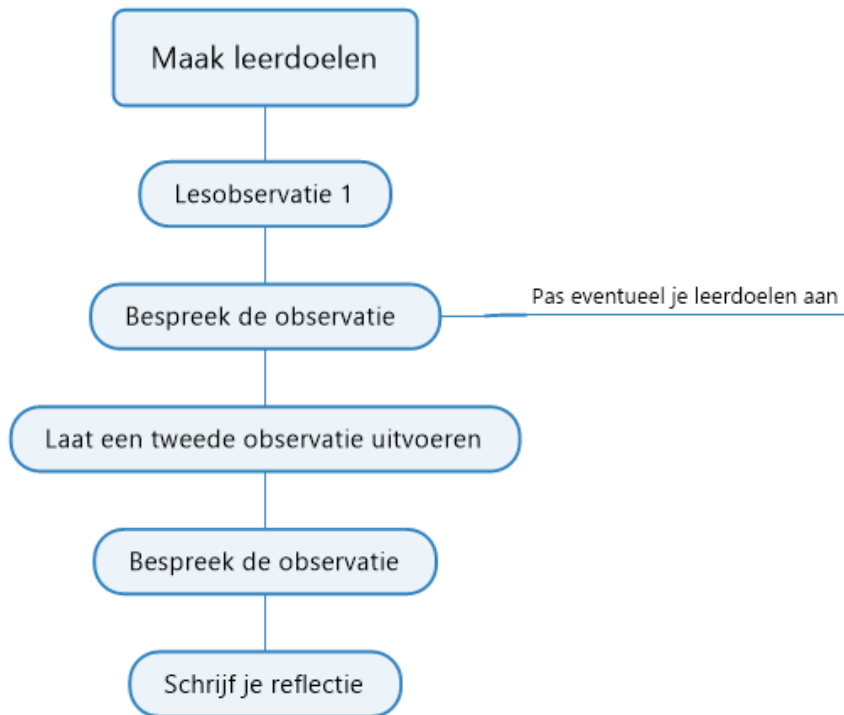 Maak leerdoelen
Lesobservatie 1
Bespreek de observatie
Pas eventueel je leerdoelen aan
Laat een tweede observatie uitvoeren
Bespreek de observatie
Schrijf je reflectie